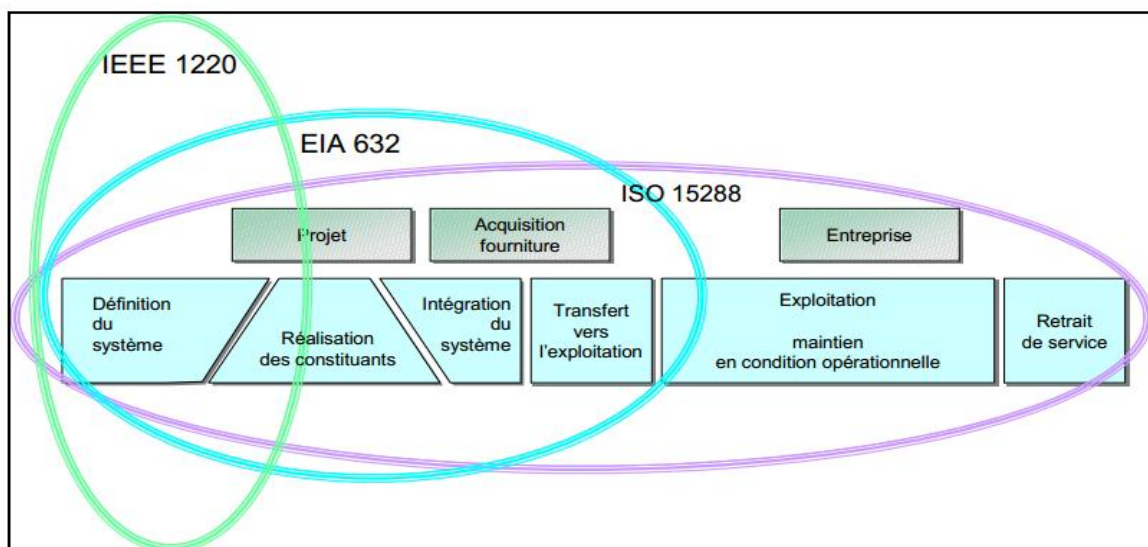 IEEE 1220
EIA 632
ISO 15288
Projet
Acquisition
fourniture
Entreprise
Définition
du
système
Réalisation
des constituants
Intégration
du
système
Transfert
vers
l'exploitation
Exploitation
maintien
en condition opérationnelle
Retrait
de service